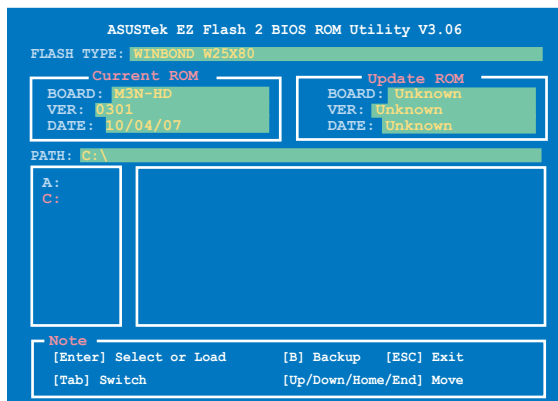 ASUSTek EZ Flash 2 BIOS ROM Utility V3.06
FLASH TYPE: WINBOND W25X80
Current ROM
BOARD: M3N-HD
VER: 0301
DATE: 10/04/07
Update ROM
BOARD: Unknown
VER: Unknown
DATE: Unknown
PATH: C:\
A:
C:
Note
[Enter] Select or Load [B] Backup [ESC] Exit
[Tab] Switch [Up/Down/Home/End] Move